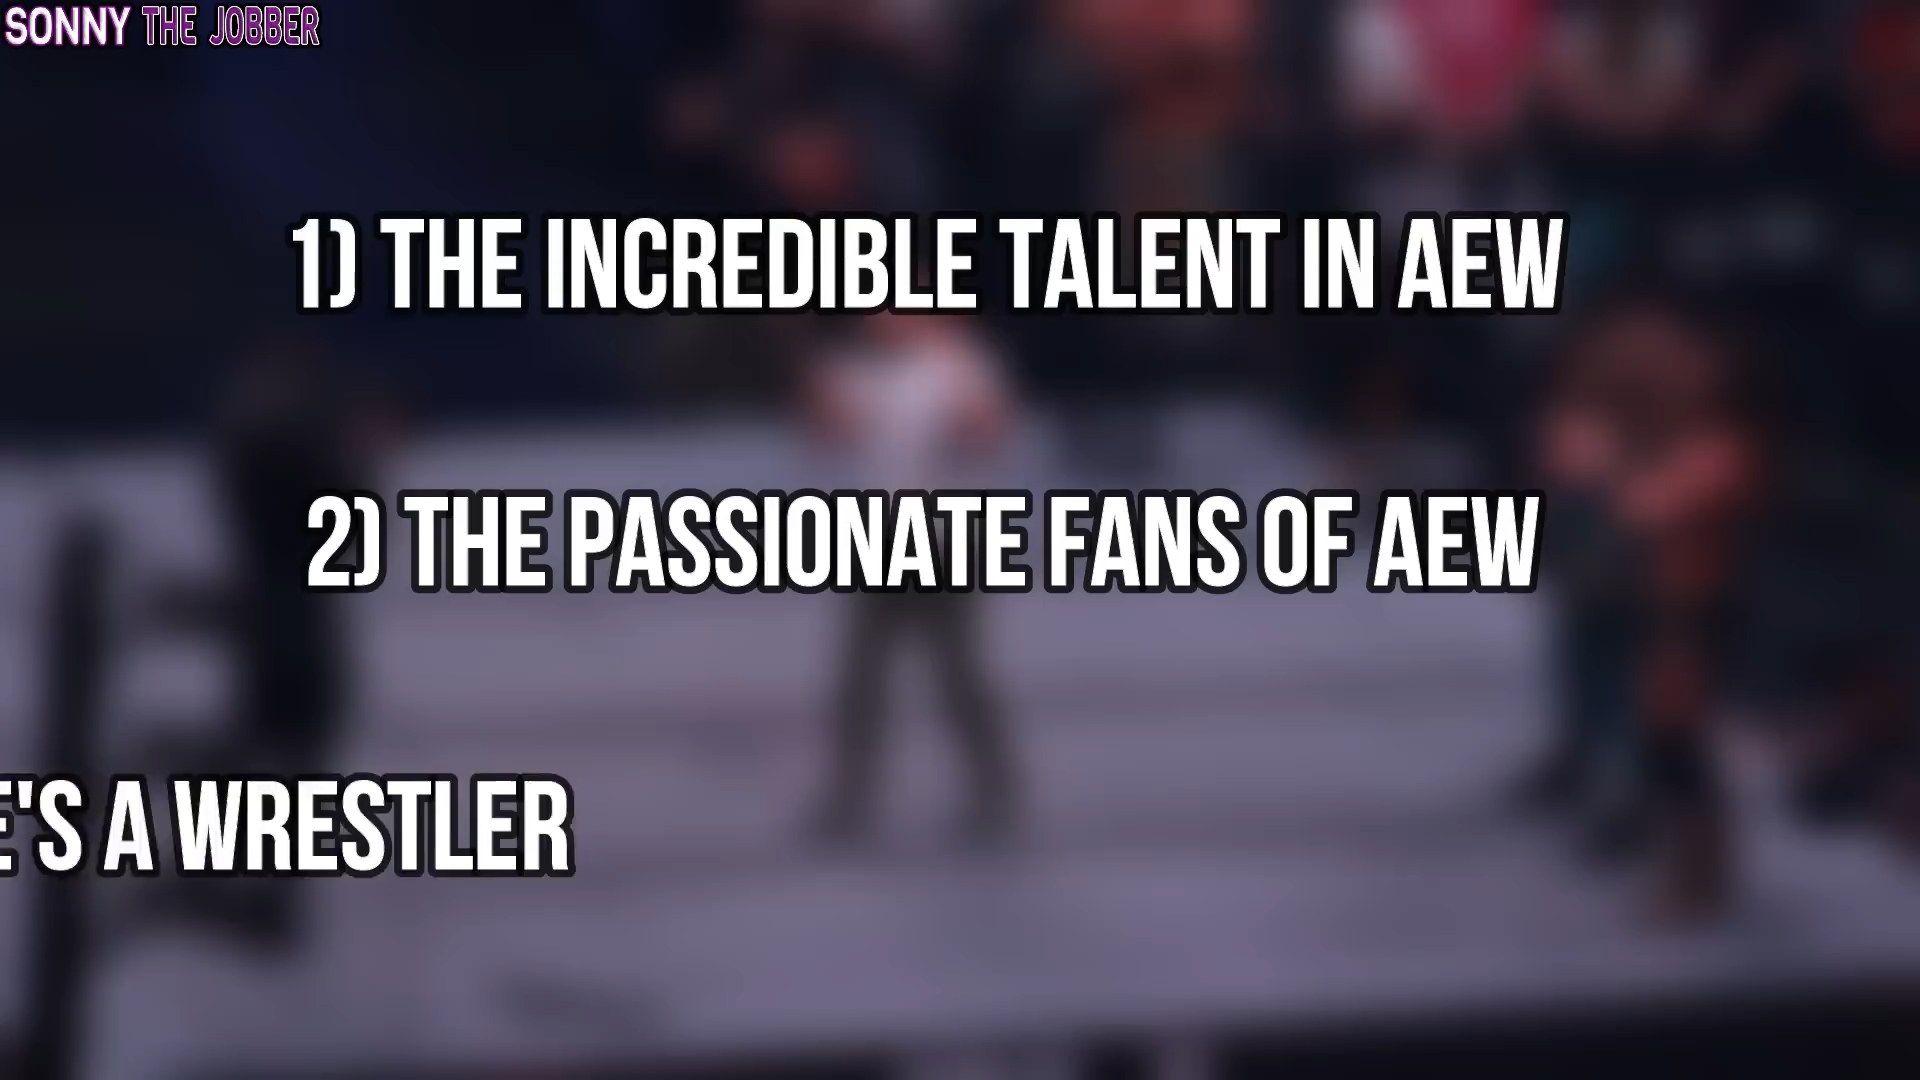 SONNY THE JOBBER
1) THE INCREDIBLE TALENT IN AEW
2) THE PASSIONATE FANS OF AEW
E'S A WRESTLER